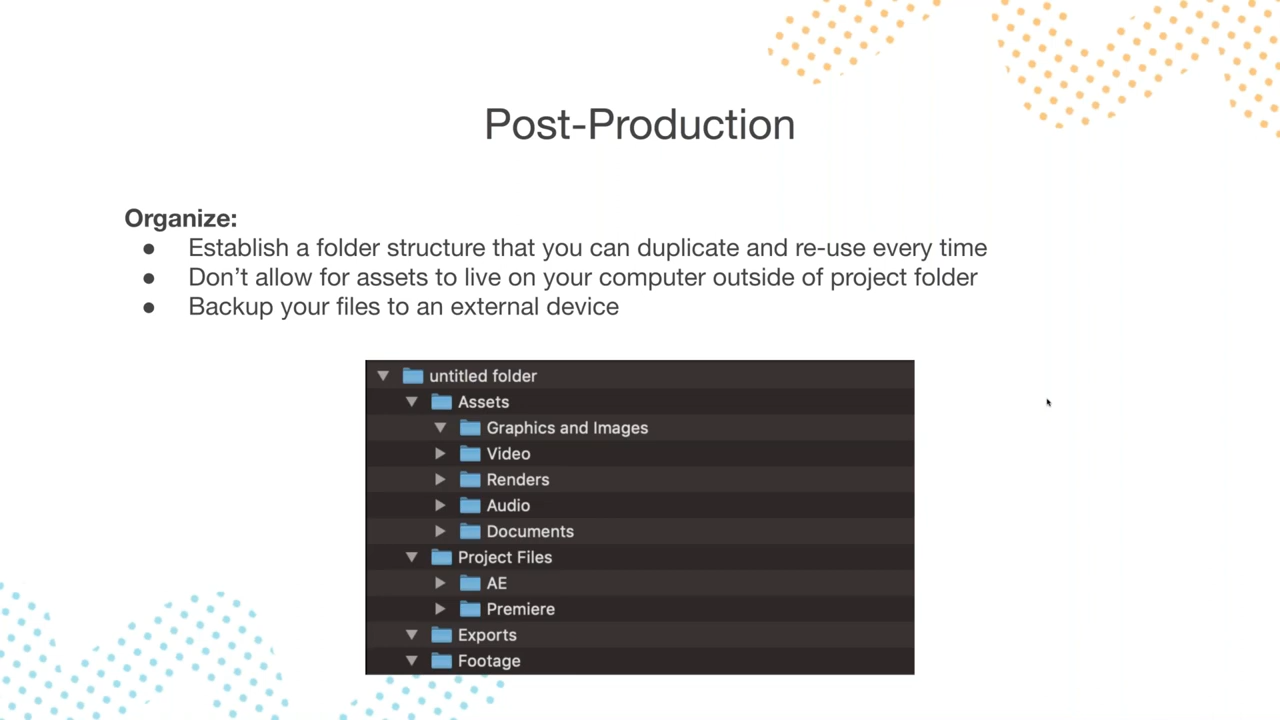 Post-Production
Organize:
● Establish a folder structure that you can duplicate and re-use every time
● Don’t allow for assets to live on your computer outside of project folder
● Backup your files to an external device
untitled folder
Assets
Graphics and Images
Video
Renders
Audio
Documents
Project Files
AE
Premiere
Exports
Footage